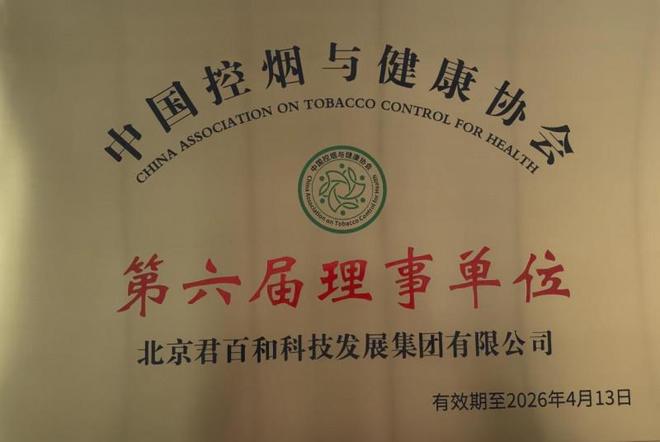 中国控烟与健康协会
CHINA ASSOCIATION ON TOBACCO CONTROL FOR HEALTH
中国控烟与健康协会
China Association on Tobacco Control for Health
第六届理事单位
北京君百和科技发展集团有限公司
有效期至2026年4月13日